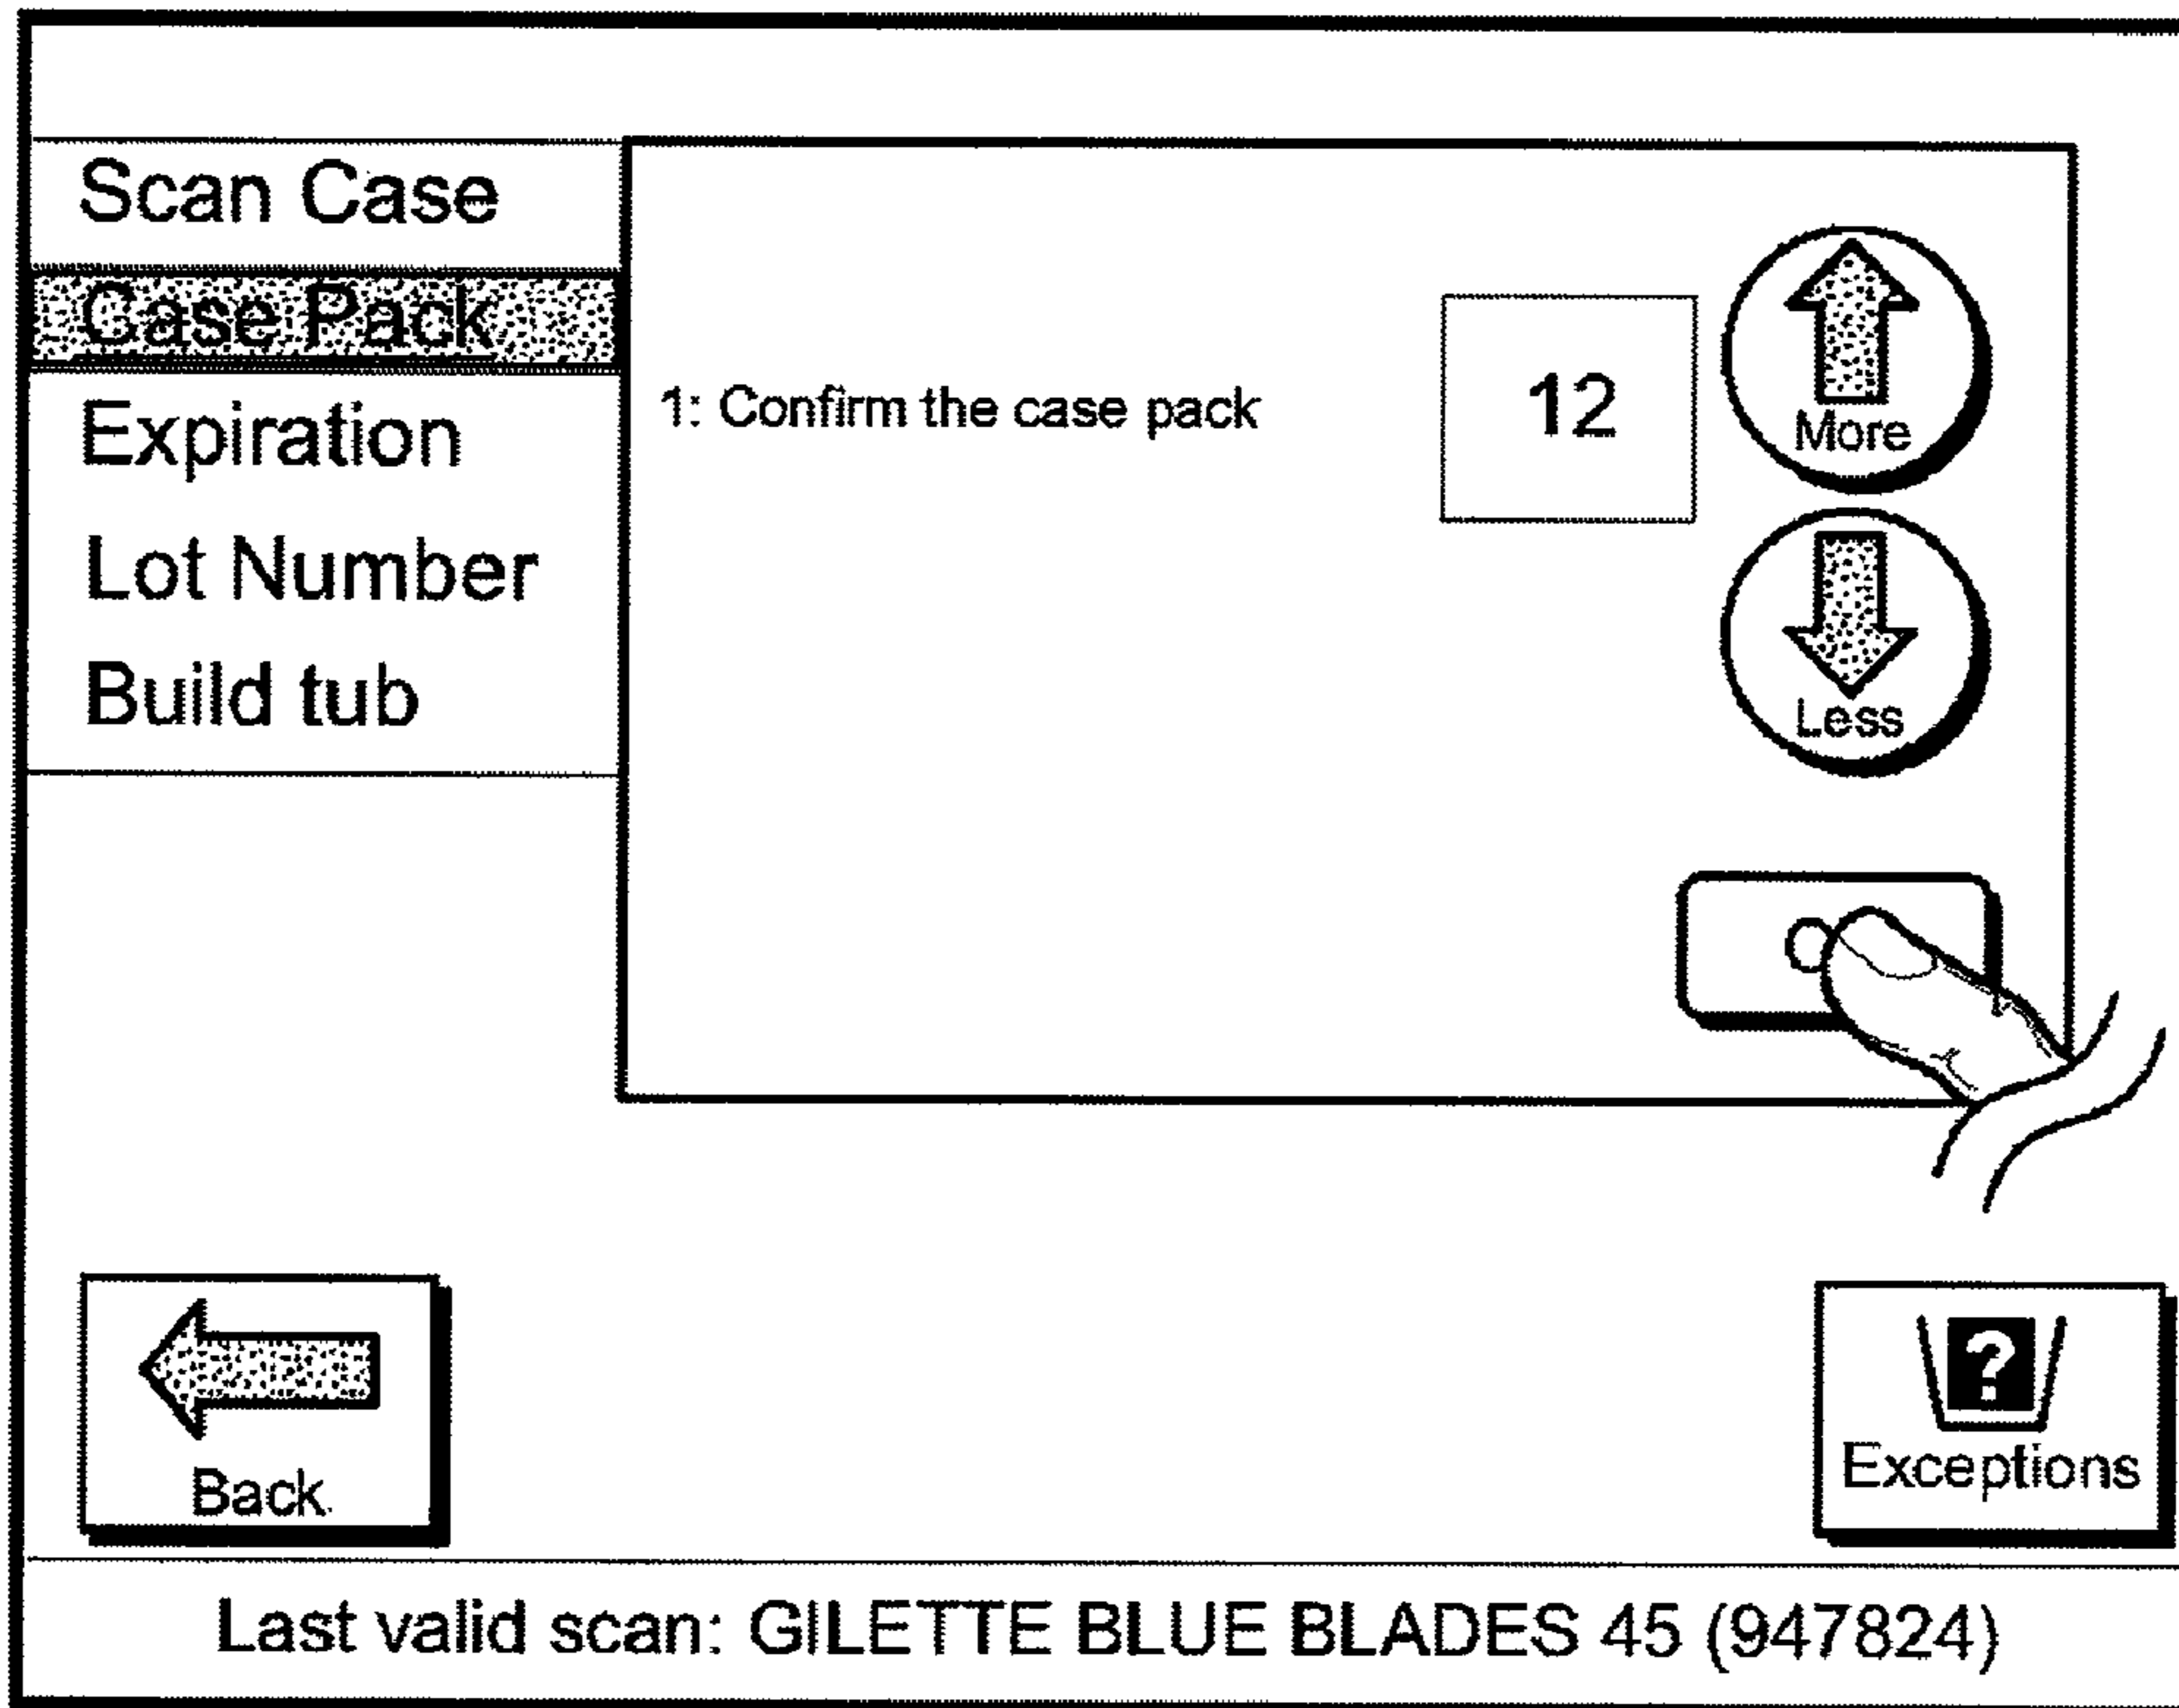 Scan Case
Case Pack
Expiration
Lot Number
Build tub
1: Confirm the case pack
12
More
Less
Back
?
Exceptions
Last valid scan: GILETTE BLUE BLADES 45 (947824)